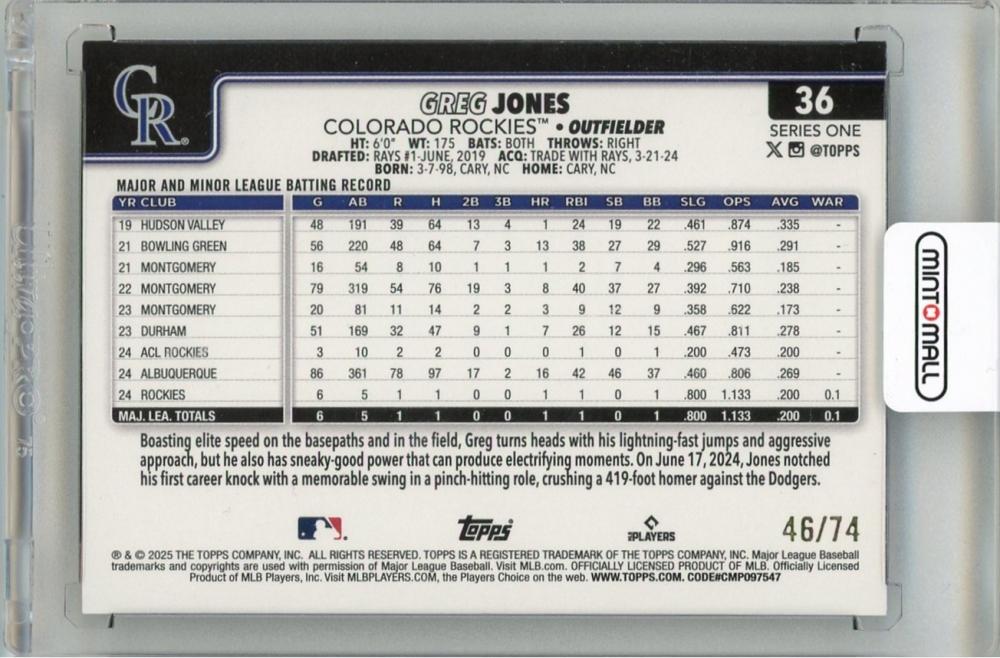 CR
GREG JONES
36
COLORADO ROCKIES™ • OUTFIELDER
SERIES ONE
HT: 6'0" WT: 175 BATS: BOTH THROWS: RIGHT
X @TOPPS
DRAFTED: RAYS #1-JUNE, 2019 ACQ: TRADE WITH RAYS, 3-21-24
BORN: 3-7-98, CARY, NC HOME: CARY, NC
MAJOR AND MINOR LEAGUE BATTING RECORD
YR CLUB G AB R H 2B 3B HR RBI SB BB SLG OPS AVG WAR
19 HUDSON VALLEY 48 191 39 64 13 4 1 24 19 22 .461 .874 .335 -
21 BOWLING GREEN 56 220 48 64 7 3 13 38 27 29 .527 .916 .291 -
21 MONTGOMERY 16 54 8 10 1 1 1 2 7 4 .296 .563 .185 -
22 MONTGOMERY 79 319 54 76 19 3 8 40 37 27 .392 .710 .238 -
23 MONTGOMERY 20 81 11 14 2 2 3 9 12 9 .358 .622 .173 -
23 DURHAM 51 169 32 47 9 1 7 26 12 15 .467 .811 .278 -
24 ACL ROCKIES 3 10 2 2 0 0 0 1 0 1 .200 .473 .200 -
24 ALBUQUERQUE 86 361 78 97 17 2 16 42 46 37 .460 .806 .269 -
24 ROCKIES 6 5 1 1 0 0 1 1 0 1 .800 1.133 .200 0.1
MAJ. LEA. TOTALS 6 5 1 1 0 0 1 1 0 1 .800 1.133 .200 0.1
Boasting elite speed on the basepaths and in the field, Greg turns heads with his lightning-fast jumps and aggressive
approach, but he also has sneaky-good power that can produce electrifying moments. On June 17, 2024, Jones notched
his first career knock with a memorable swing in a pinch-hitting role, crushing a 419-foot homer against the Dodgers.
topps
PLAYERS
46/74
® & © 2025 THE TOPPS COMPANY, INC. ALL RIGHTS RESERVED. TOPPS IS A REGISTERED TRADEMARK OF THE TOPPS COMPANY, INC. Major League Baseball
trademarks and copyrights are used with permission of Major League Baseball. Visit MLB.com. OFFICIALLY LICENSED PRODUCT OF MLB. Officially Licensed
Product of MLB Players, Inc. Visit MLBPLAYERS.COM, the Players Choice on the web. WWW.TOPPS.COM. CODE#CMP097547
MINTOMALL